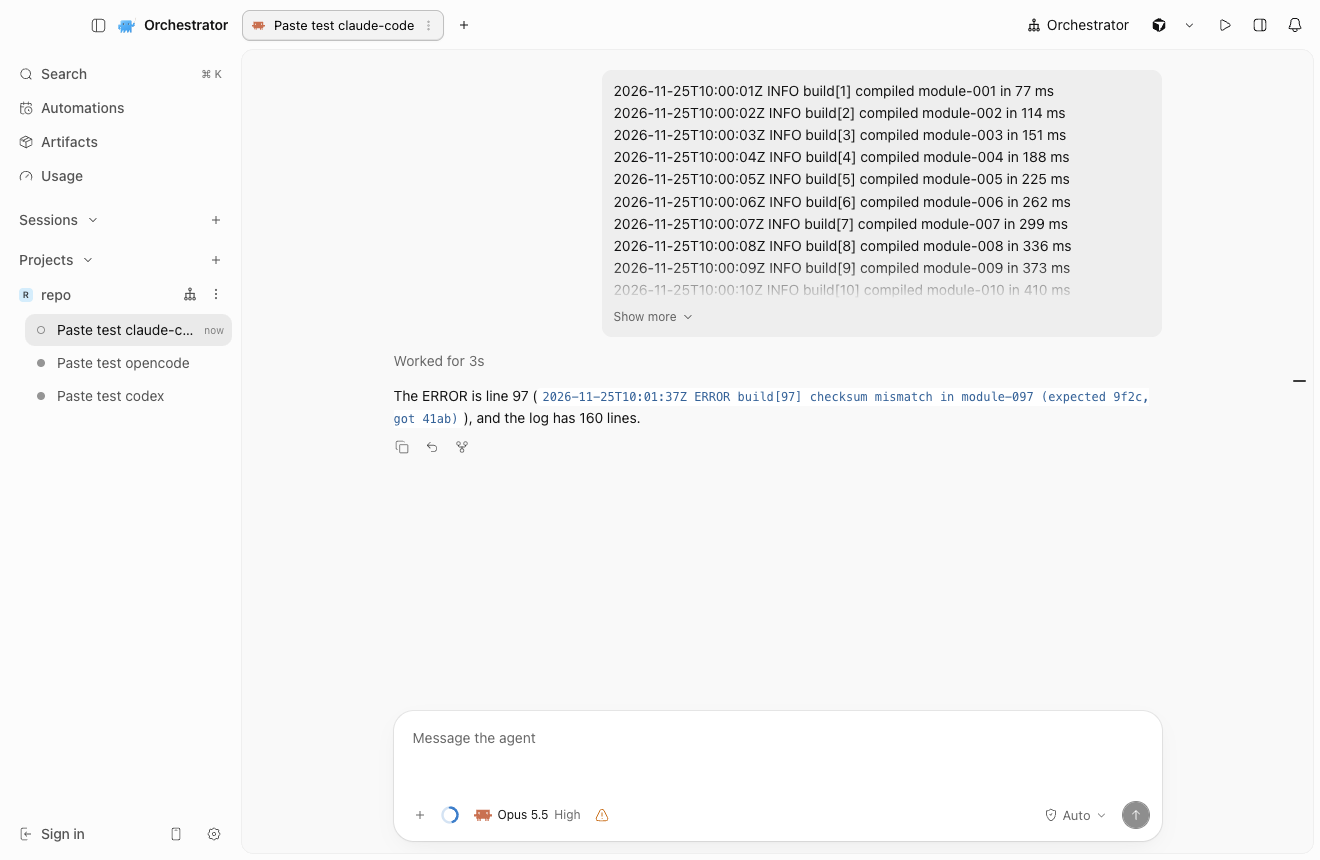 Orchestrator
Paste test claude-code
Orchestrator
Search
⌘ K
Automations
Artifacts
Usage
Sessions
Projects
R
repo
Paste test claude-c...
now
Paste test opencode
Paste test codex
2026-11-25T10:00:01Z INFO build[1] compiled module-001 in 77 ms
2026-11-25T10:00:02Z INFO build[2] compiled module-002 in 114 ms
2026-11-25T10:00:03Z INFO build[3] compiled module-003 in 151 ms
2026-11-25T10:00:04Z INFO build[4] compiled module-004 in 188 ms
2026-11-25T10:00:05Z INFO build[5] compiled module-005 in 225 ms
2026-11-25T10:00:06Z INFO build[6] compiled module-006 in 262 ms
2026-11-25T10:00:07Z INFO build[7] compiled module-007 in 299 ms
2026-11-25T10:00:08Z INFO build[8] compiled module-008 in 336 ms
2026-11-25T10:00:09Z INFO build[9] compiled module-009 in 373 ms
2026-11-25T10:00:10Z INFO build[10] compiled module-010 in 410 ms
Show more
Worked for 3s
The ERROR is line 97 ( 2026-11-25T10:01:37Z ERROR build[97] checksum mismatch in module-097 (expected 9f2c,
got 41ab) ), and the log has 160 lines.
Message the agent
Opus 5.5 High
Auto
Sign in